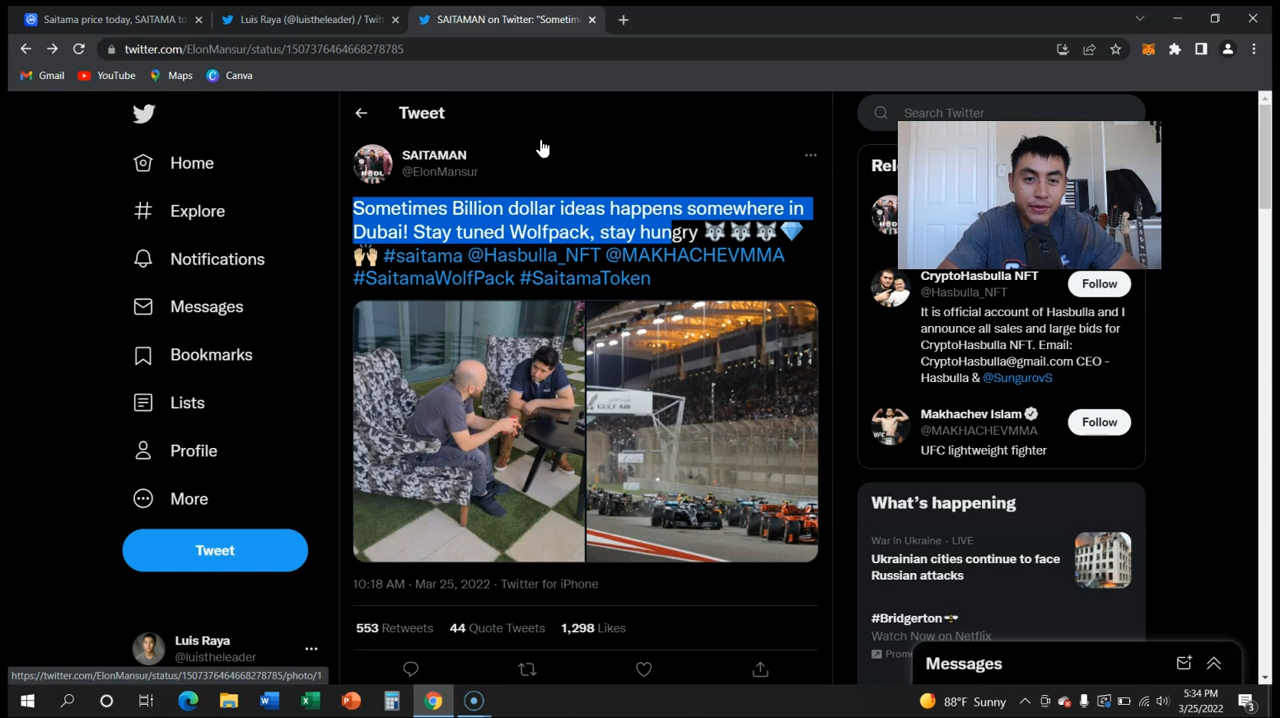 Saitama price today, SAITAMA to
Luis Raya (@luistheleader) / Twitt
SAITAMAN on Twitter: "Sometim
twitter.com/ElonMansur/status/1507376464668278785
Gmail
YouTube
Maps
Canva
Tweet
Search Twitter
Home
Explore
Notifications
Messages
Bookmarks
Lists
Profile
More
Tweet
Luis Raya
@luistheleader
SAITAMAN
@ElonMansur
Sometimes Billion dollar ideas happens somewhere in
Dubai! Stay tuned Wolfpack, stay hungry
#saitama @Hasbulla_NFT @MAKHACHEVMMA
#SaitamaWolfPack #SaitamaToken
GULF AIR
10:18 AM · Mar 25, 2022 · Twitter for iPhone
553 Retweets 44 Quote Tweets 1,298 Likes
Rel
CryptoHasbulla NFT
@Hasbulla_NFT
Follow
It is official account of Hasbulla and I
announce all sales and large bids for
CryptoHasbulla NFT. Email:
CryptoHasbulla@gmail.com CEO -
Hasbulla & @SungurovS
Makhachev Islam
@MAKHACHEVMMA
Follow
UFC lightweight fighter
What's happening
War in Ukraine · LIVE
Ukrainian cities continue to face
Russian attacks
#Bridgerton
Watch Now on Netflix
Promo
Messages
https://twitter.com/ElonMansur/status/1507376464668278785/photo/1
88°F Sunny
5:34 PM
3/25/2022
3